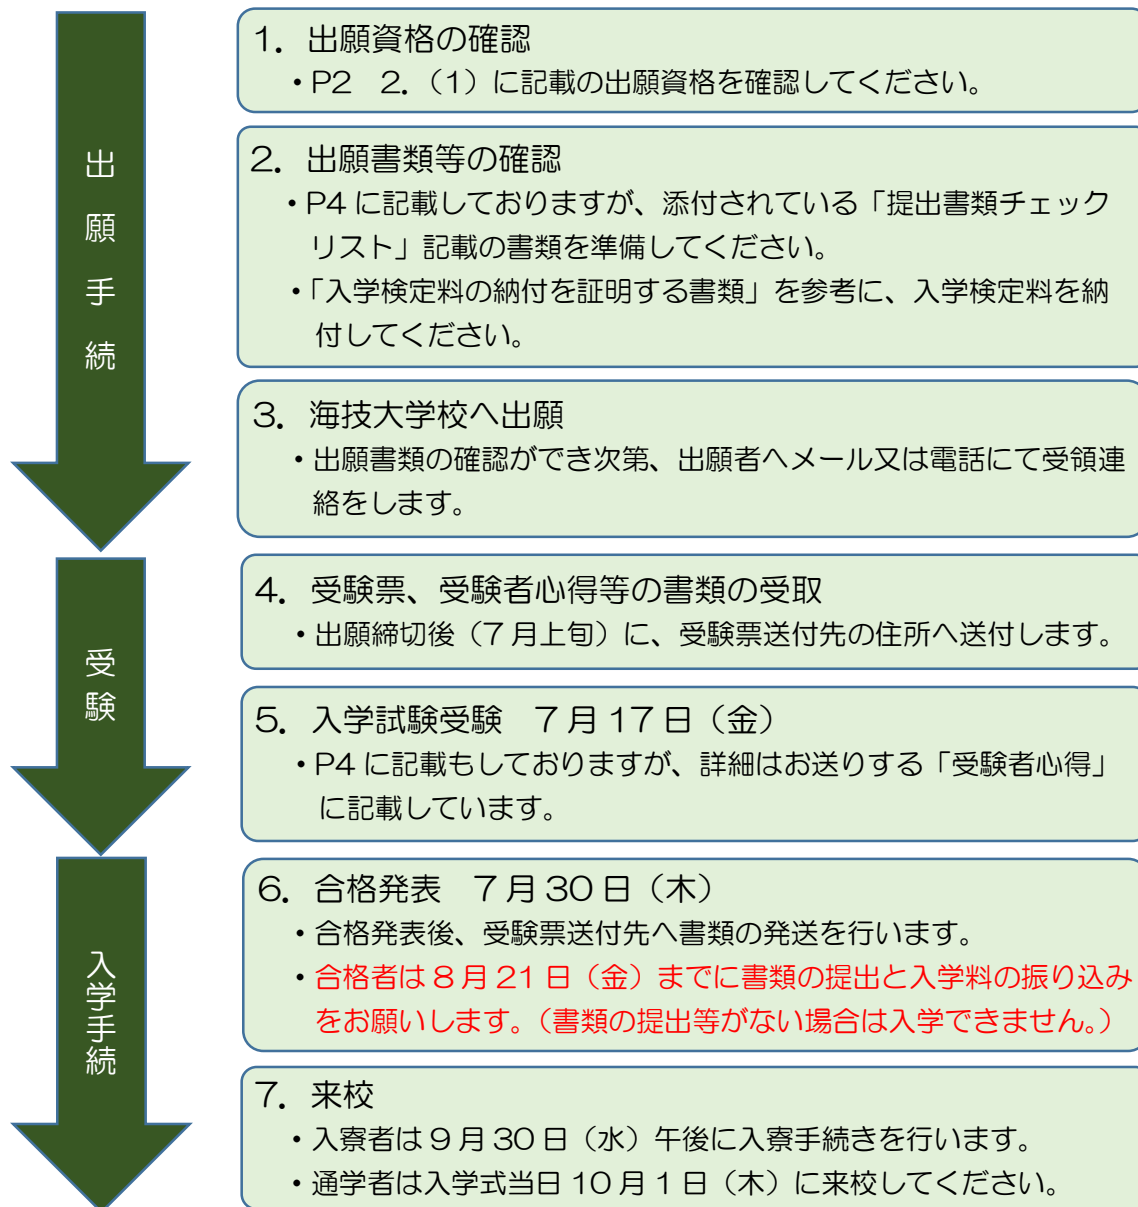 出願手続
1．出願資格の確認
・P2　2．（1）に記載の出願資格を確認してください。
2．出願書類等の確認
・P4 に記載しておりますが、添付されている「提出書類チェック
リスト」記載の書類を準備してください。
・「入学検定料の納付を証明する書類」を参考に、入学検定料を納
付してください。
3．海技大学校へ出願
・出願書類の確認ができ次第、出願者へメール又は電話にて受領連
絡をします。
受験
4．受験票、受験者心得等の書類の受取
・出願締切後（7月上旬）に、受験票送付先の住所へ送付します。
5．入学試験受験　7月17日（金）
・P4 に記載もしておりますが、詳細はお送りする「受験者心得」
に記載しています。
入学手続
6．合格発表　7月30日（木）
・合格発表後、受験票送付先へ書類の発送を行います。
・合格者は8月21日（金）までに書類の提出と入学料の振り込み
をお願いします。（書類の提出等がない場合は入学できません。）
7．来校
・入寮者は9月30日（水）午後に入寮手続きを行います。
・通学者は入学式当日10月1日（木）に来校してください。